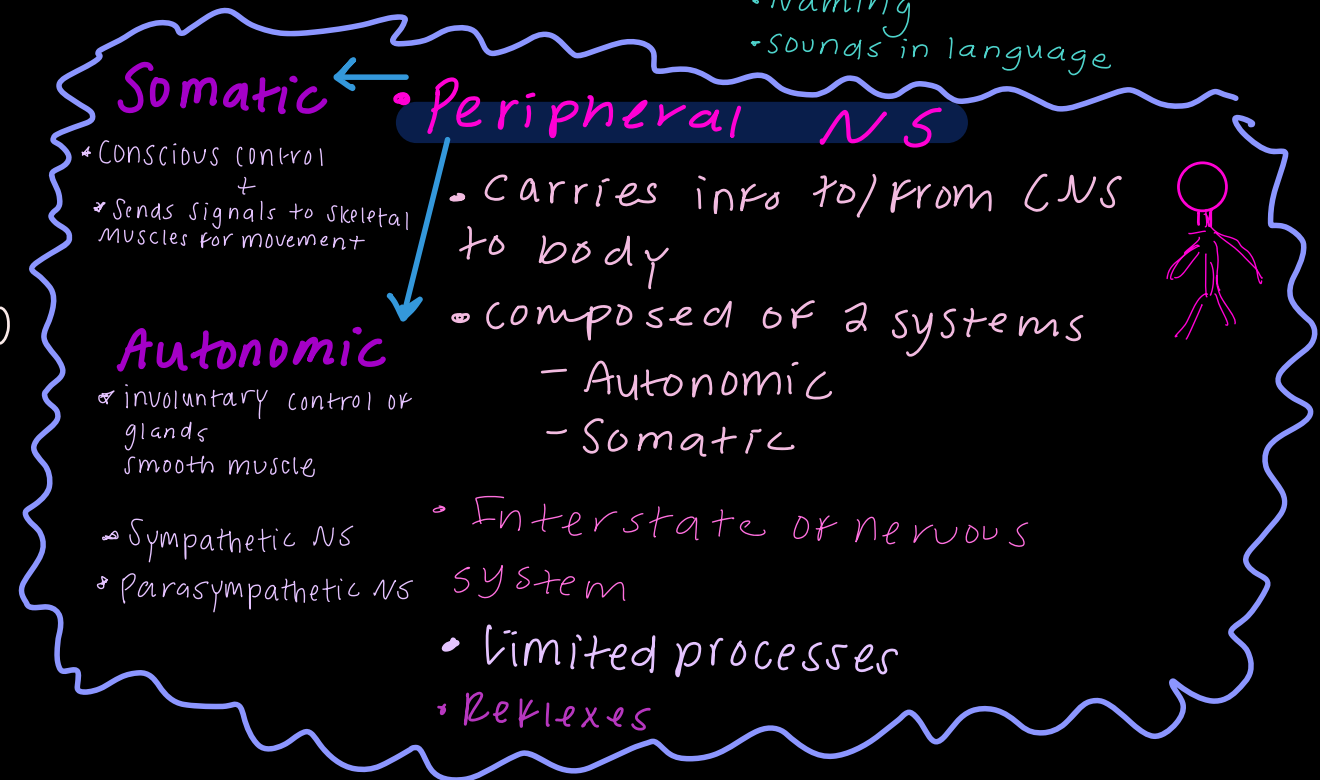 • Naming
• sounds in language
Somatic
• Conscious control
+
* Sends signals to skeletal
muscles for movement
Autonomic
* involuntary control of
glands
smooth muscle
• Sympathetic NS
• Parasympathetic NS
• Peripheral NS
• Carries info to/from CNS
to body
• composed of 2 systems
- Autonomic
- Somatic
• Interstate of nervous
system
• Limited processes
• Reflexes